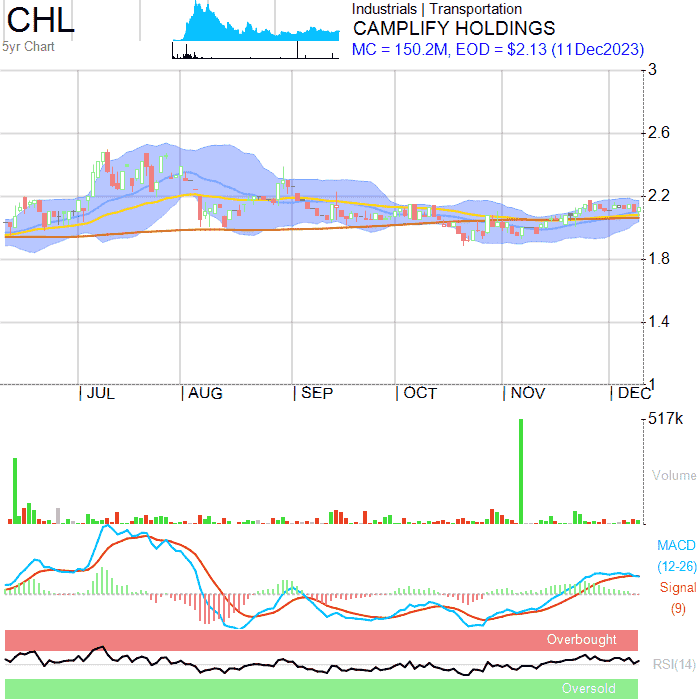 CHL
5yr Chart
Industrials | Transportation
CAMPLIFY HOLDINGS
MC = 150.2M, EOD = $2.13 (11Dec2023)
3
2.6
2.2
1.8
1.4
1
JUL AUG SEP OCT NOV DEC
517k
Volume
MACD
(12-26)
Signal
(9)
Overbought
RSI(14)
Oversold